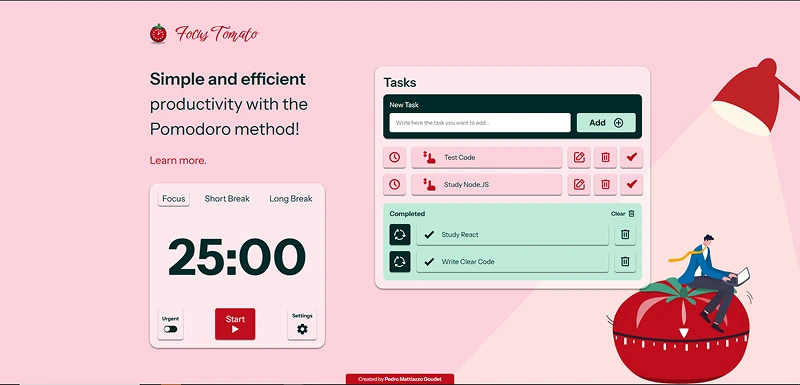 Focus Tomato
Simple and efficient
productivity with the
Pomodoro method!
Learn more.
Focus
Short Break
Long Break
25:00
Urgent
Start
Settings
Tasks
New Task
Write here the task you want to add...
Add
Test Code
Study Node.JS
Completed
Clear
Study React
Write Clear Code
Created by Pedro Mattiazzo Goudet